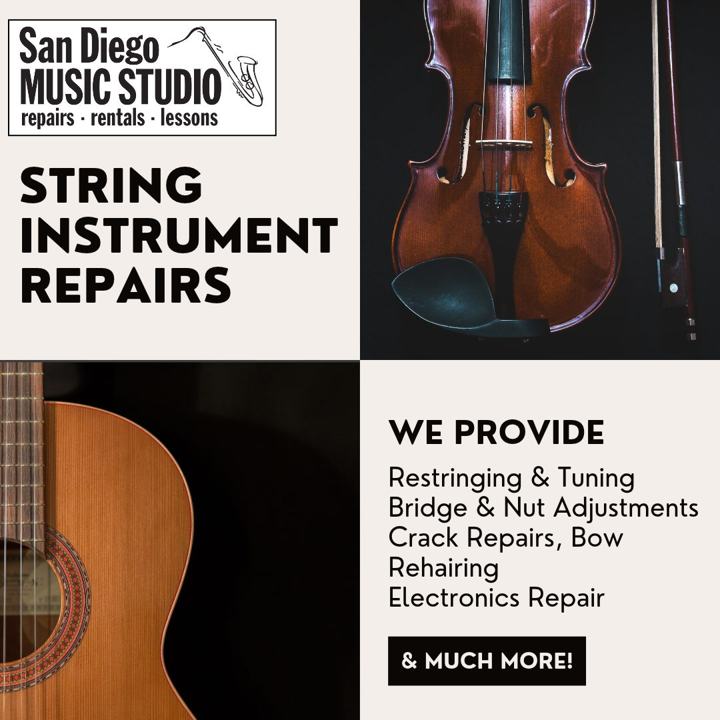 San Diego
MUSIC STUDIO
repairs · rentals · lessons
STRING
INSTRUMENT
REPAIRS
WE PROVIDE
Restringing & Tuning
Bridge & Nut Adjustments
Crack Repairs, Bow
Rehairing
Electronics Repair
& MUCH MORE!